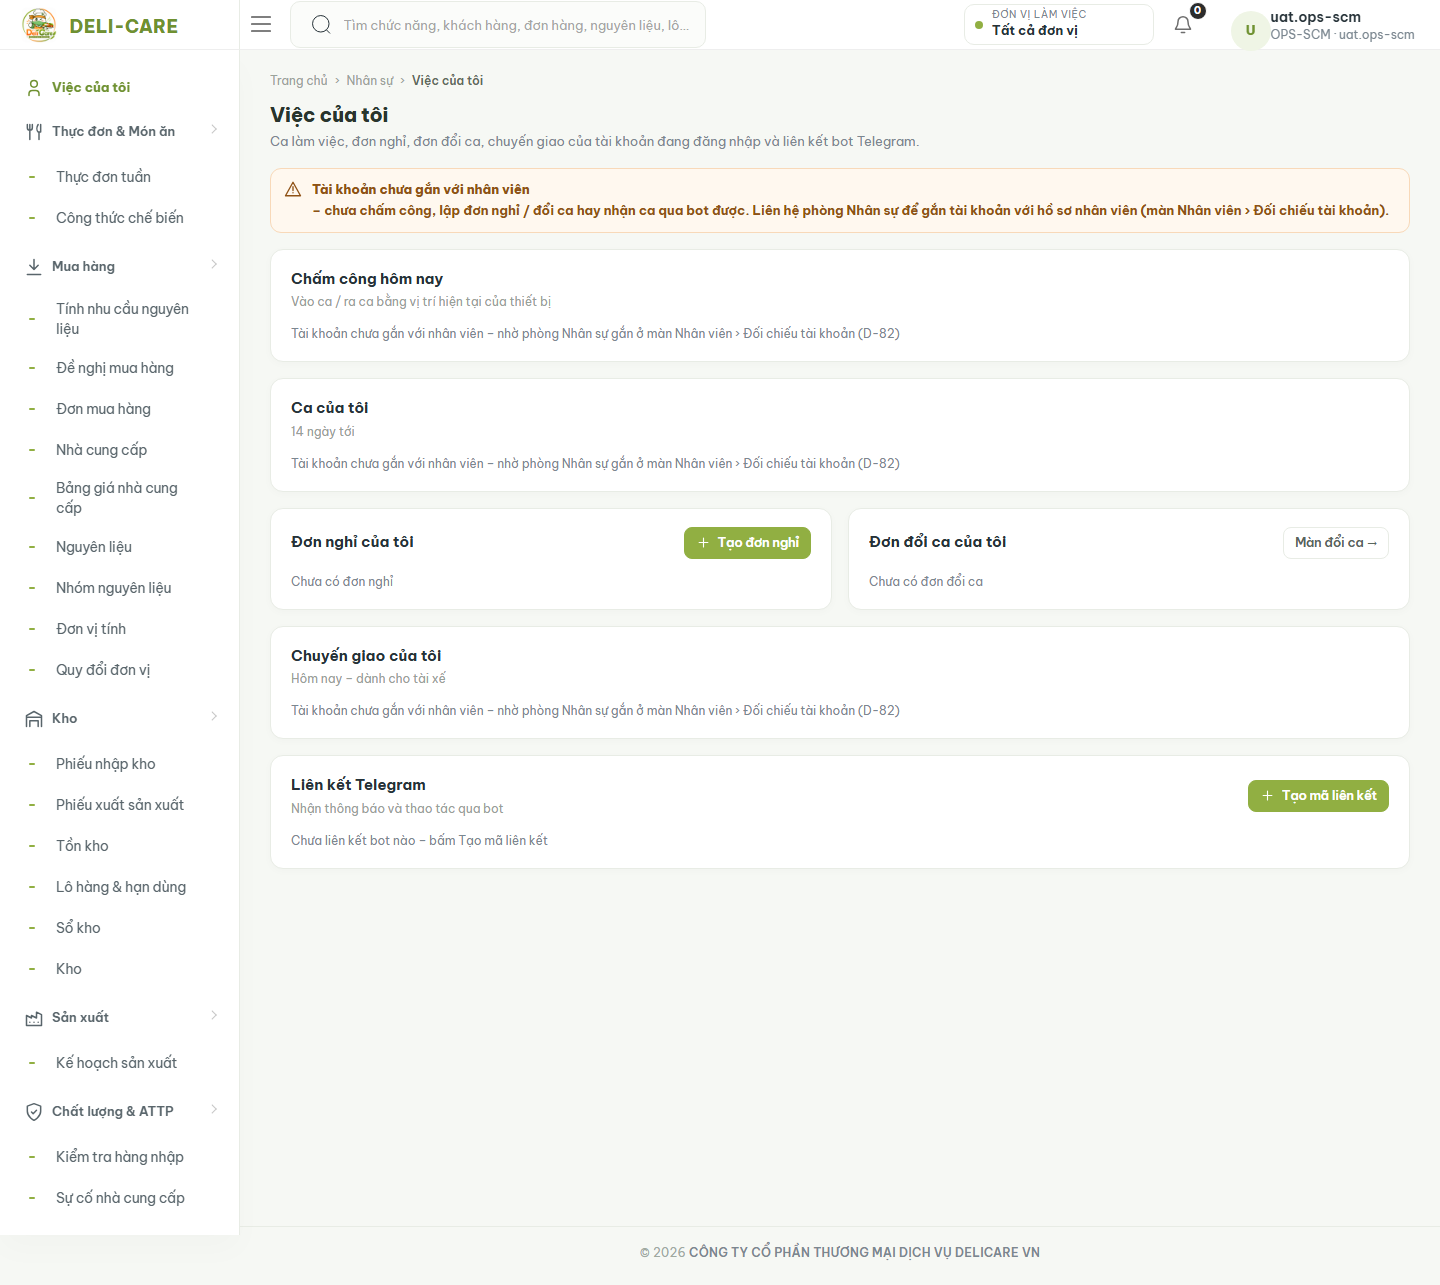 DELI-CARE
Tìm chức năng, khách hàng, đơn hàng, nguyên liệu, lô...
ĐƠN VỊ LÀM VIỆC
Tất cả đơn vị
0
U
uat.ops-scm
OPS-SCM · uat.ops-scm
Việc của tôi
Thực đơn & Món ăn
Thực đơn tuần
Công thức chế biến
Mua hàng
Tính nhu cầu nguyên
liệu
Đề nghị mua hàng
Đơn mua hàng
Nhà cung cấp
Bảng giá nhà cung
cấp
Nguyên liệu
Nhóm nguyên liệu
Đơn vị tính
Quy đổi đơn vị
Kho
Phiếu nhập kho
Phiếu xuất sản xuất
Tồn kho
Lô hàng & hạn dùng
Sổ kho
Kho
Sản xuất
Kế hoạch sản xuất
Chất lượng & ATTP
Kiểm tra hàng nhập
Sự cố nhà cung cấp
Trang chủ > Nhân sự > Việc của tôi
Việc của tôi
Ca làm việc, đơn nghỉ, đơn đổi ca, chuyến giao của tài khoản đang đăng nhập và liên kết bot Telegram.
Tài khoản chưa gắn với nhân viên
– chưa chấm công, lập đơn nghỉ / đổi ca hay nhận ca qua bot được. Liên hệ phòng Nhân sự để gắn tài khoản với hồ sơ nhân viên (màn Nhân viên › Đối chiếu tài khoản).
Chấm công hôm nay
Vào ca / ra ca bằng vị trí hiện tại của thiết bị
Tài khoản chưa gắn với nhân viên – nhờ phòng Nhân sự gắn ở màn Nhân viên › Đối chiếu tài khoản (D-82)
Ca của tôi
14 ngày tới
Tài khoản chưa gắn với nhân viên – nhờ phòng Nhân sự gắn ở màn Nhân viên › Đối chiếu tài khoản (D-82)
Đơn nghỉ của tôi
+ Tạo đơn nghỉ
Chưa có đơn nghỉ
Đơn đổi ca của tôi
Màn đổi ca →
Chưa có đơn đổi ca
Chuyến giao của tôi
Hôm nay – dành cho tài xế
Tài khoản chưa gắn với nhân viên – nhờ phòng Nhân sự gắn ở màn Nhân viên › Đối chiếu tài khoản (D-82)
Liên kết Telegram
Nhận thông báo và thao tác qua bot
+ Tạo mã liên kết
Chưa liên kết bot nào – bấm Tạo mã liên kết
© 2026 CÔNG TY CỔ PHẦN THƯƠNG MẠI DỊCH VỤ DELICARE VN